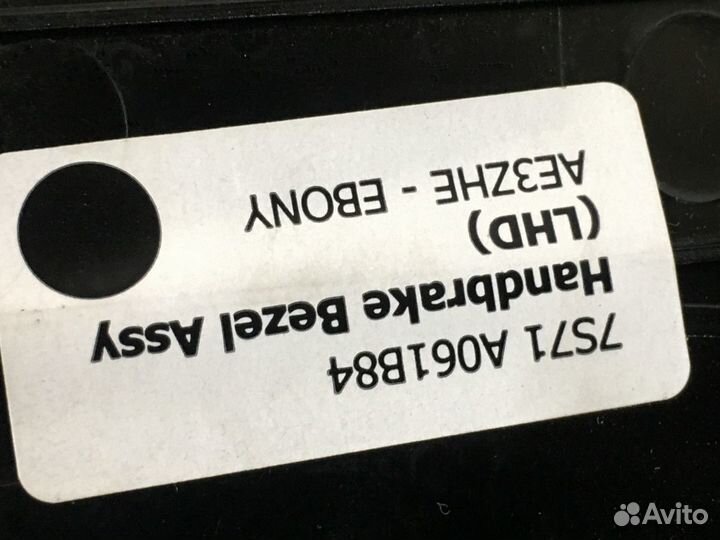 7S71 A061B84
Handbrake Bezel Assy
(LHD)
AE3ZHE - EBONY
Avito